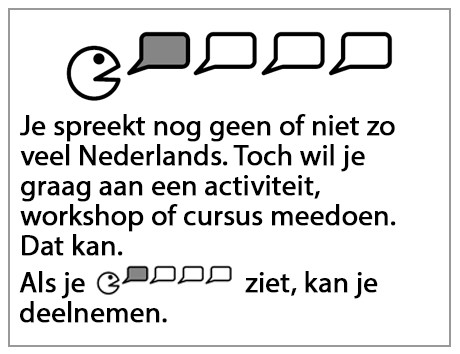 Je spreekt nog geen of niet zo
veel Nederlands. Toch wil je
graag aan een activiteit,
workshop of cursus meedoen.
Dat kan.
Als je ziet, kan je
deelnemen.